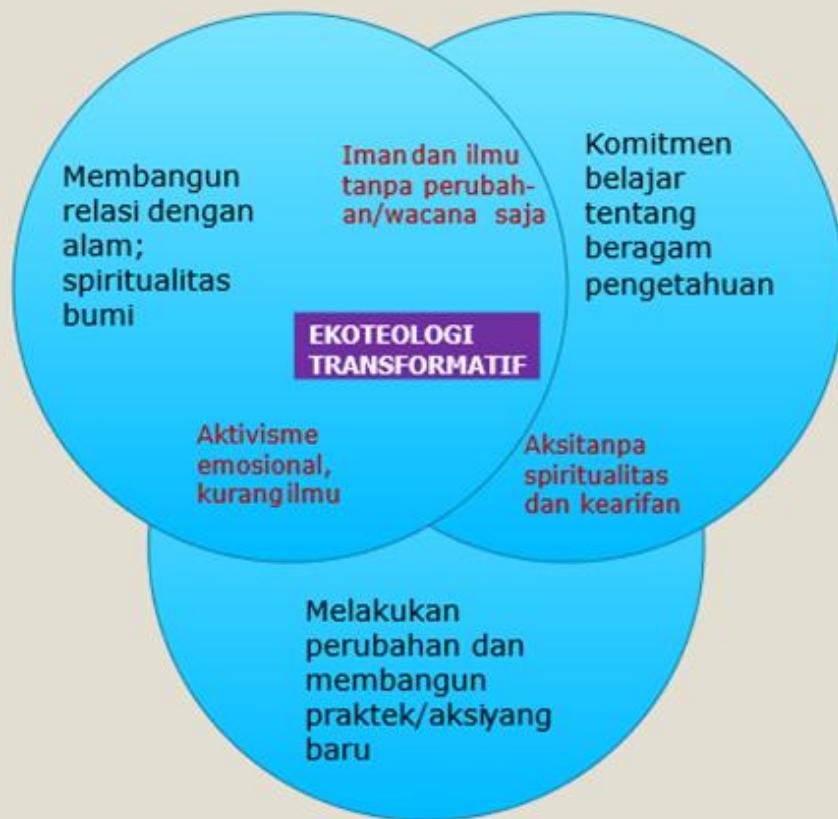 Membangun
relasi dengan
alam;
spiritualitas
bumi
Iman dan ilmu
tanpa perubah-
an/wacana saja
Komitmen
belajar
tentang
beragam
pengetahuan
EKOTEOLOGI
TRANSFORMATIF
Aktivisme
emosional,
kurang ilmu
Aksitanpa
spiritualitas
dan kearifan
Melakukan
perubahan dan
membangun
praktek/aksiyang
baru